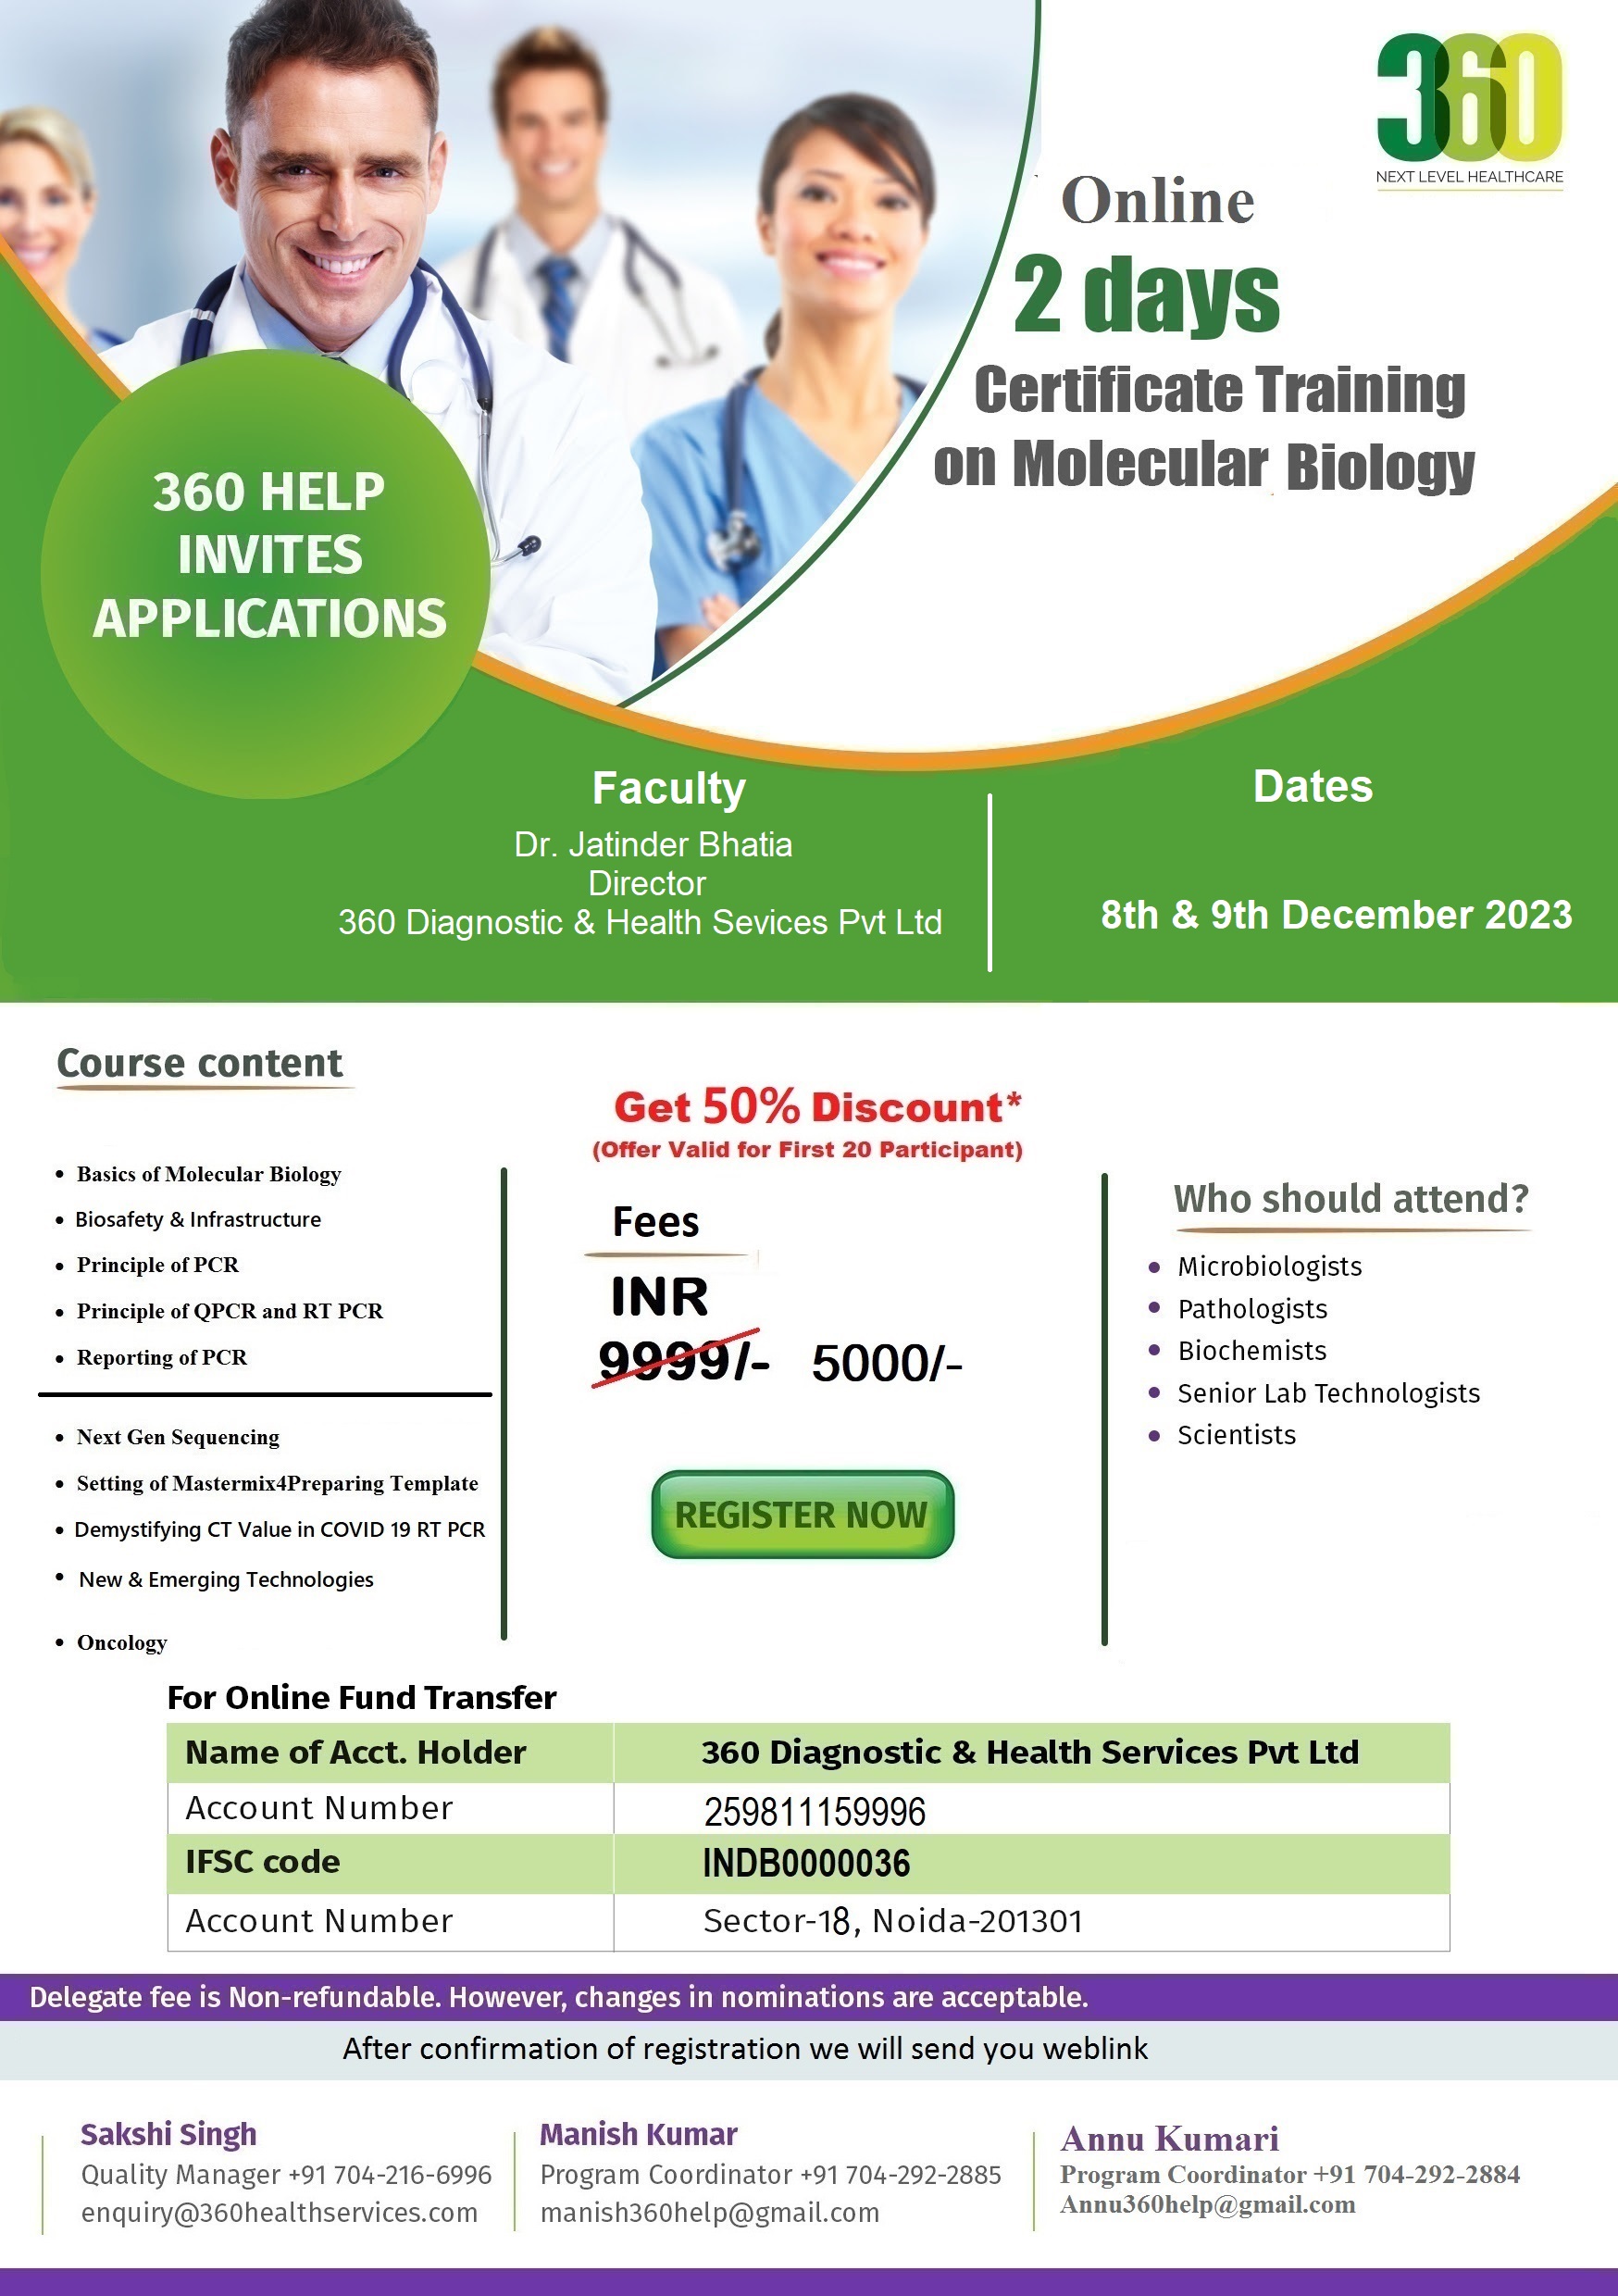 360
NEXT LEVEL HEALTHCARE
Online
2 days
Certificate Training
on Molecular Biology
360 HELP
INVITES
APPLICATIONS
Faculty
Dr. Jatinder Bhatia
Director
360 Diagnostic & Health Sevices Pvt Ltd
Dates
8th & 9th December 2023
Course content
• Basics of Molecular Biology
• Biosafety & Infrastructure
• Principle of PCR
• Principle of QPCR and RT PCR
• Reporting of PCR
• Next Gen Sequencing
• Setting of Mastermix4Preparing Template
• Demystifying CT Value in COVID 19 RT PCR
• New & Emerging Technologies
• Oncology
Get 50% Discount*
(Offer Valid for First 20 Participant)
Fees
INR
9999/- 5000/-
REGISTER NOW
Who should attend?
• Microbiologists
• Pathologists
• Biochemists
• Senior Lab Technologists
• Scientists
For Online Fund Transfer
Name of Acct. Holder 360 Diagnostic & Health Services Pvt Ltd
Account Number 259811159996
IFSC code INDB0000036
Account Number Sector-18, Noida-201301
Delegate fee is Non-refundable. However, changes in nominations are acceptable.
After confirmation of registration we will send you weblink
Sakshi Singh
Quality Manager +91 704-216-6996
enquiry@360healthservices.com
Manish Kumar
Program Coordinator +91 704-292-2885
manish360help@gmail.com
Annu Kumari
Program Coordinator +91 704-292-2884
Annu360help@gmail.com